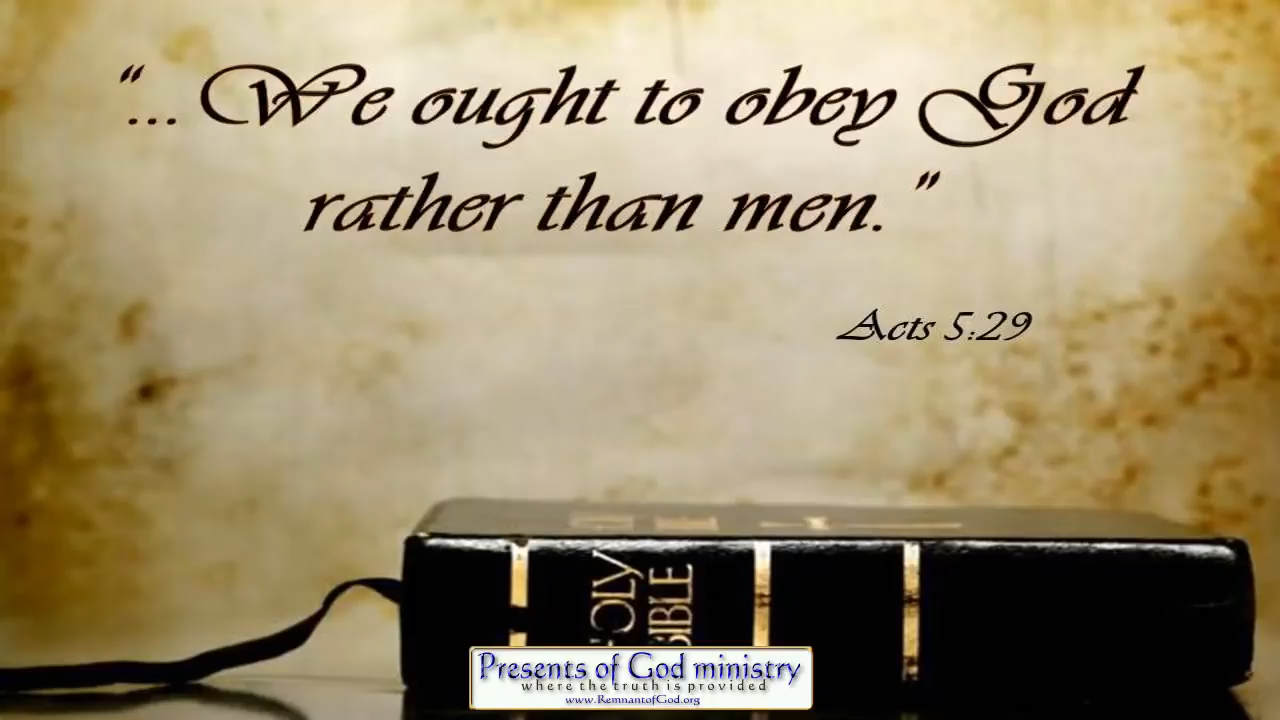 “...We ought to obey God
rather than men.”
Acts 5:29
HOLY
BIBLE
Presents of God ministry
where the truth is provided
www.RemnantofGod.org